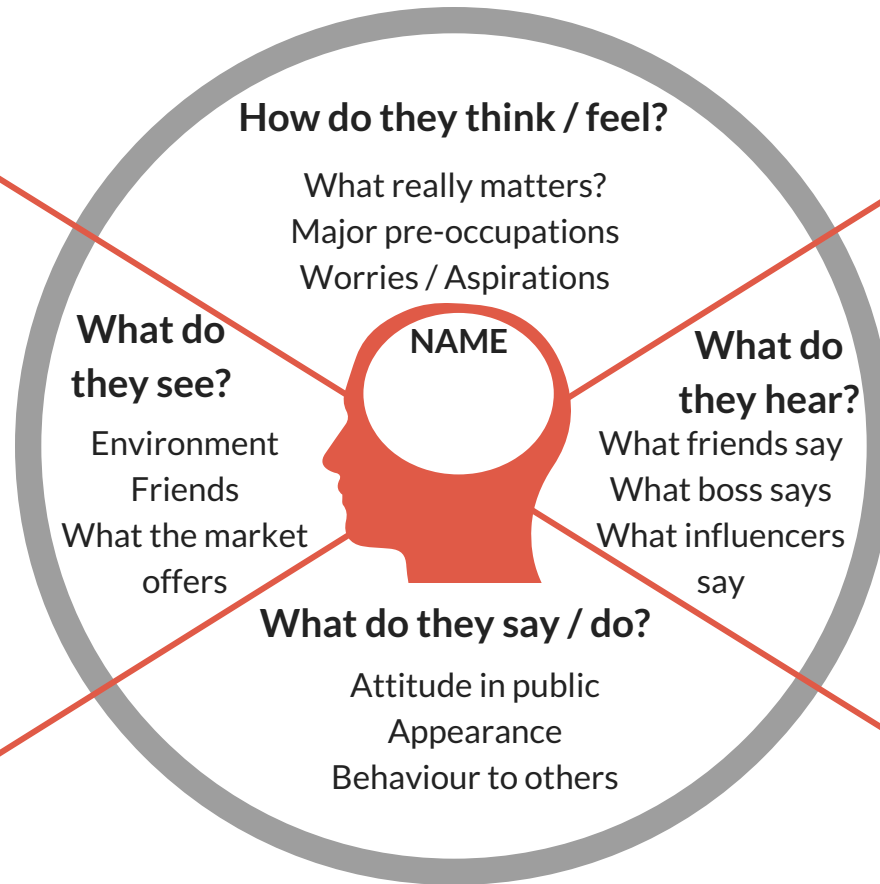 How do they think / feel?
What really matters?
Major pre-occupations
Worries / Aspirations
NAME
What do
they see?
Environment
Friends
What the market
offers
What do
they hear?
What friends say
What boss says
What influencers
say
What do they say / do?
Attitude in public
Appearance
Behaviour to others